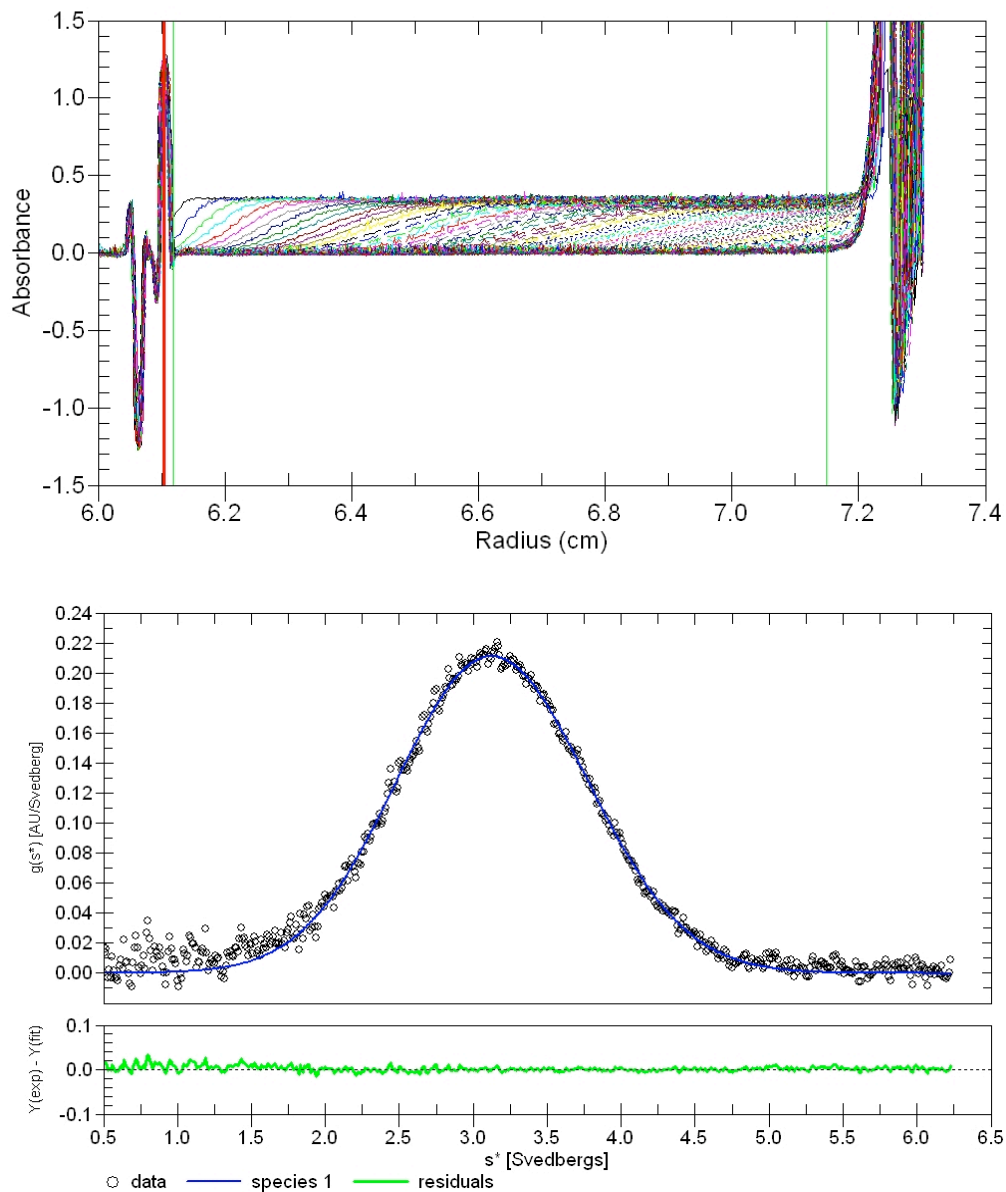 1.5
1.0
0.5
0.0
-0.5
-1.0
-1.5
Absorbance
6.0 6.2 6.4 6.6 6.8 7.0 7.2 7.4
Radius (cm)
0.24
0.22
0.20
0.18
0.16
0.14
0.12
0.10
0.08
0.06
0.04
0.02
0.00
g(s*) [AU/Svedberg]
0.1
0.0
-0.1
Y(exp) - Y(fit)
0.5 1.0 1.5 2.0 2.5 3.0 3.5 4.0 4.5 5.0 5.5 6.0 6.5
s* [Svedbergs]
data species 1 residuals